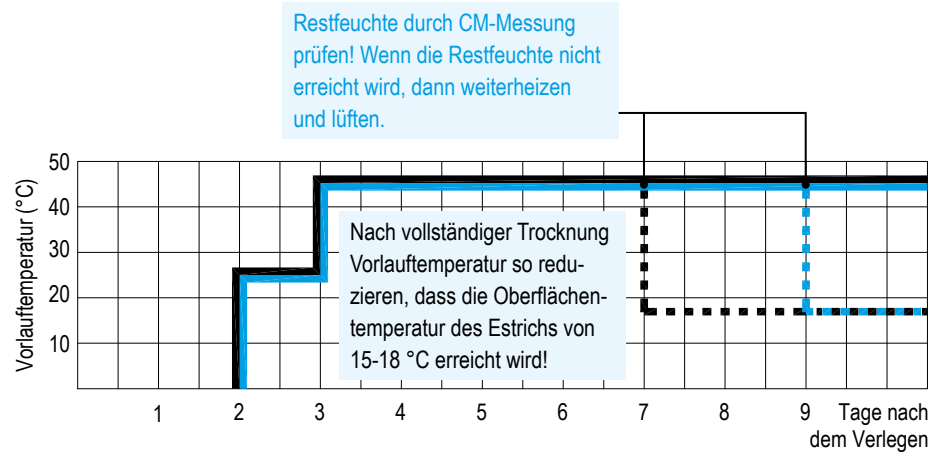 Restfeuchte durch CM-Messung
prüfen! Wenn die Restfeuchte nicht
erreicht wird, dann weiterheizen
und lüften.
Vorlauftemperatur (°C)
50
40
30
20
10
Nach vollständiger Trocknung
Vorlauftemperatur so redu-
zieren, dass die Oberflächen-
temperatur des Estrichs von
15-18 °C erreicht wird!
1 2 3 4 5 6 7 8 9 Tage nach
dem Verlegen